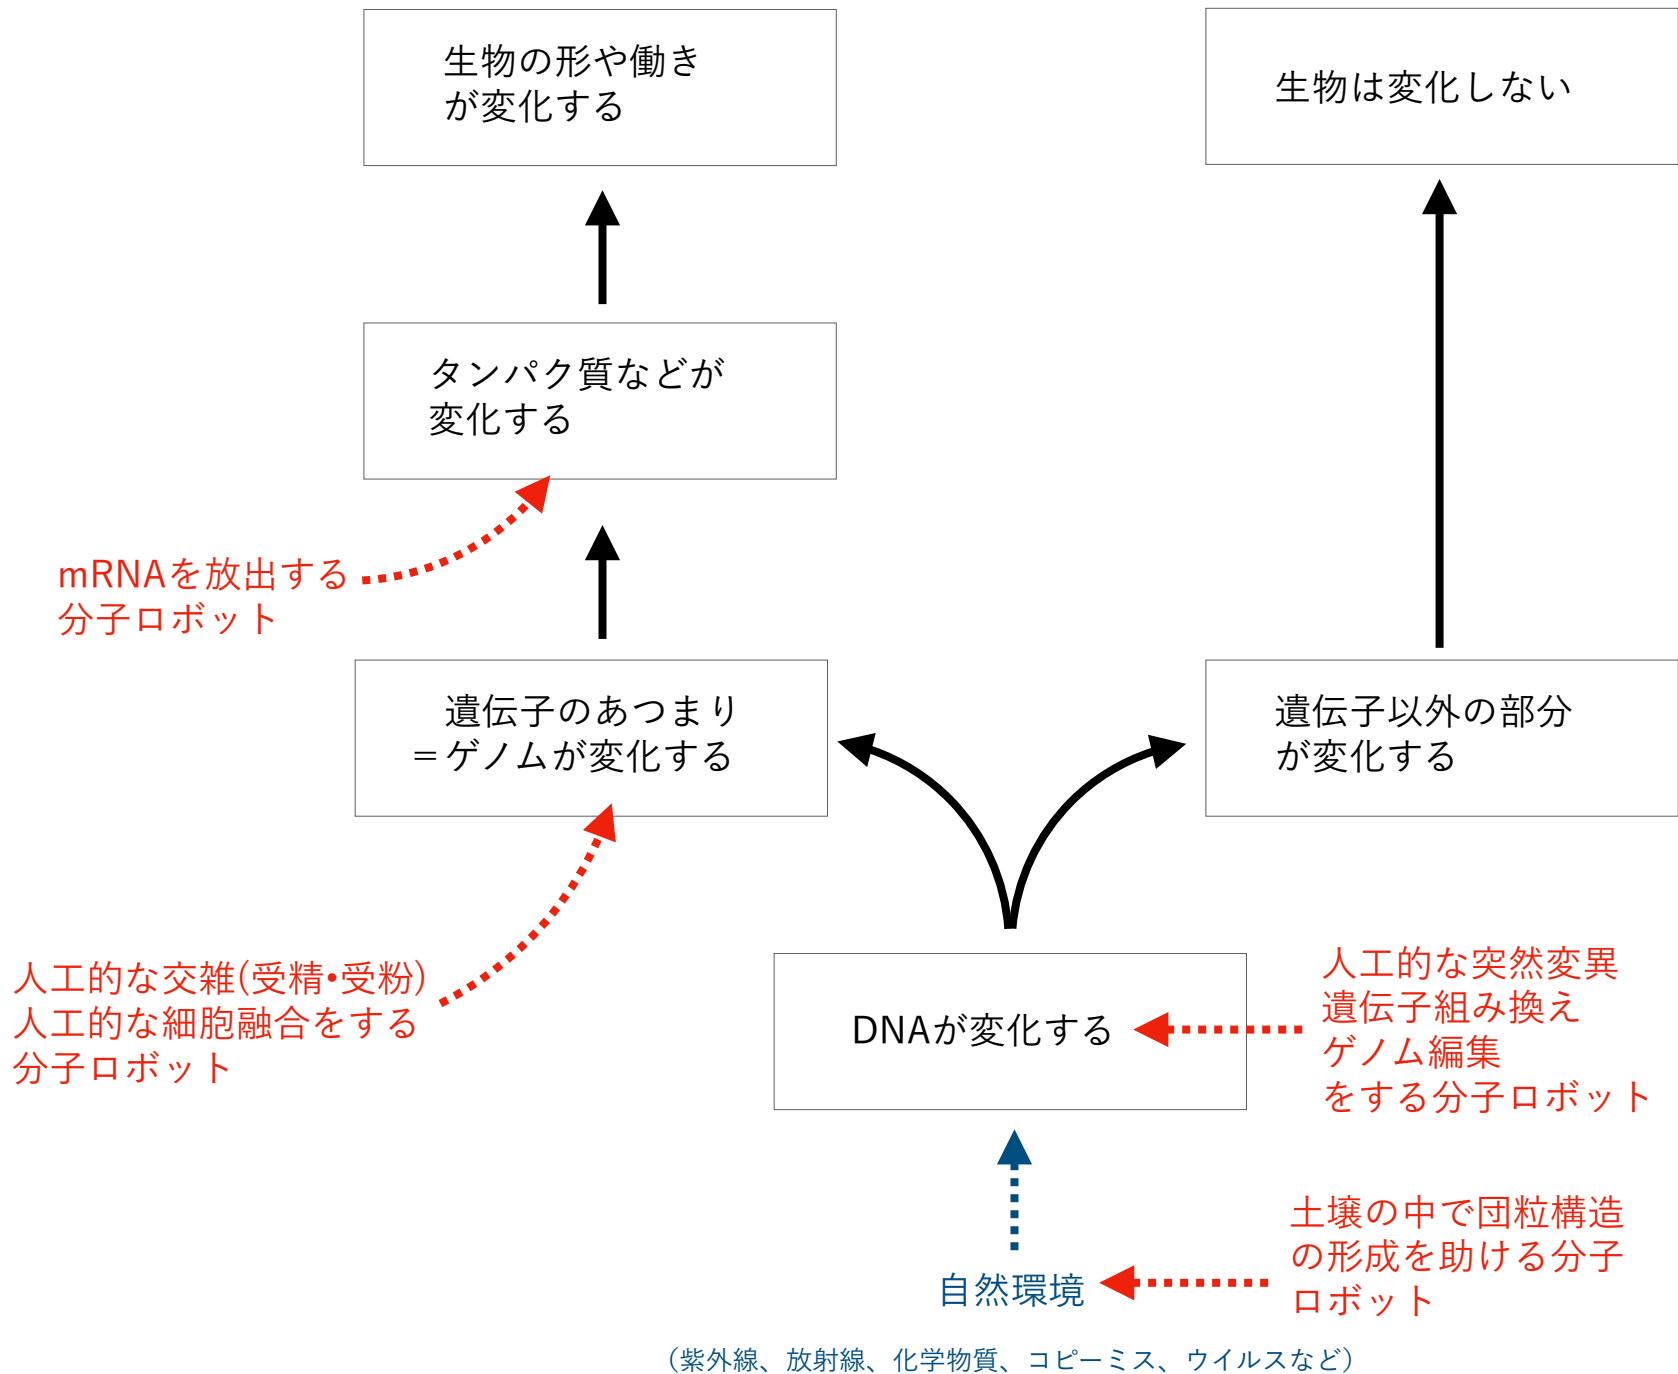 生物の形や働き
が変化する
生物は変化しない
タンパク質などが
変化する
mRNAを放出する
分子ロボット
遺伝子のあつまり
＝ゲノムが変化する
遺伝子以外の部分
が変化する
人工的な交雑(受精•受粉)
人工的な細胞融合をする
分子ロボット
DNAが変化する
人工的な突然変異
遺伝子組み換え
ゲノム編集
をする分子ロボット
土壌の中で団粒構造
の形成を助ける分子
ロボット
自然環境
（紫外線、放射線、化学物質、コピーミス、ウイルスなど）